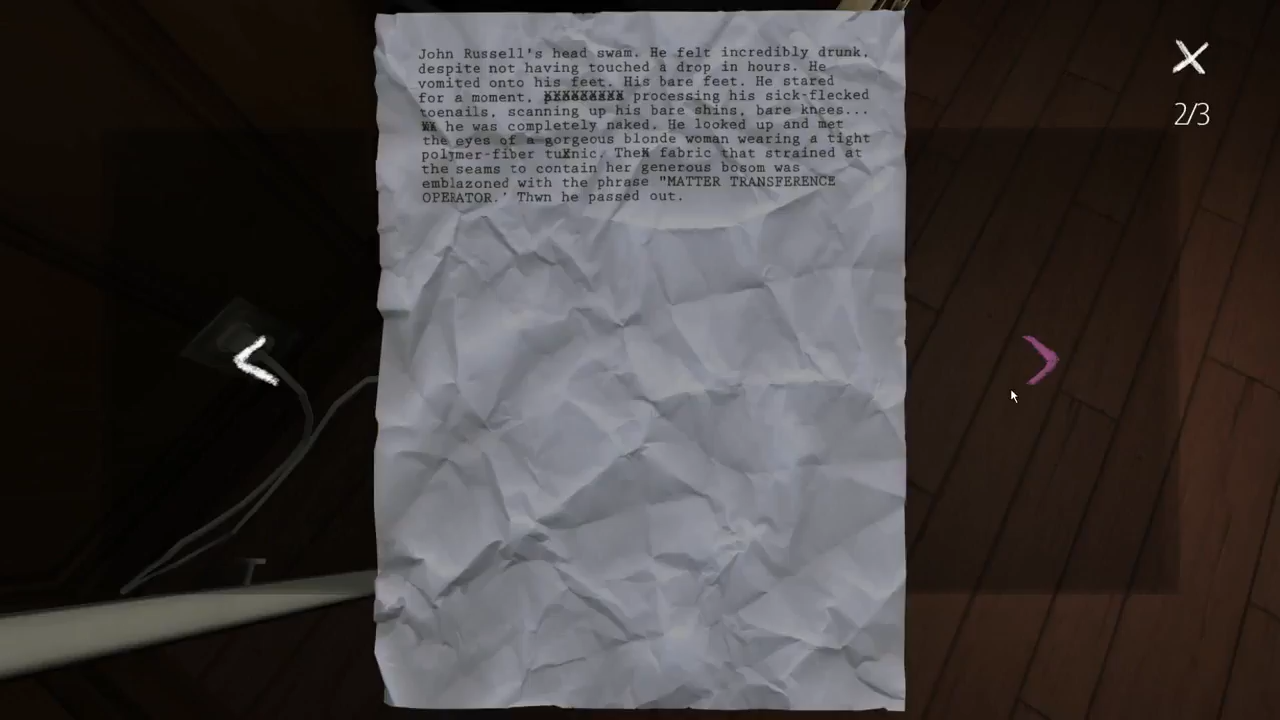 John Russell's head swam. He felt incredibly drunk,
despite not having touched a drop in hours. He
vomited onto his feet. His bare feet. He stared
for a moment, processing his sick-flecked
toenails, scanning up his bare shins, bare knees...
he was completely naked. He looked up and met
the eyes of a gorgeous blonde woman wearing a tight
polymer-fiber tuXnic. TheX fabric that strained at
the seams to contain her generous bosom was
emblazoned with the phrase "MATTER TRANSFERENCE
OPERATOR.' Thwn he passed out.
2/3